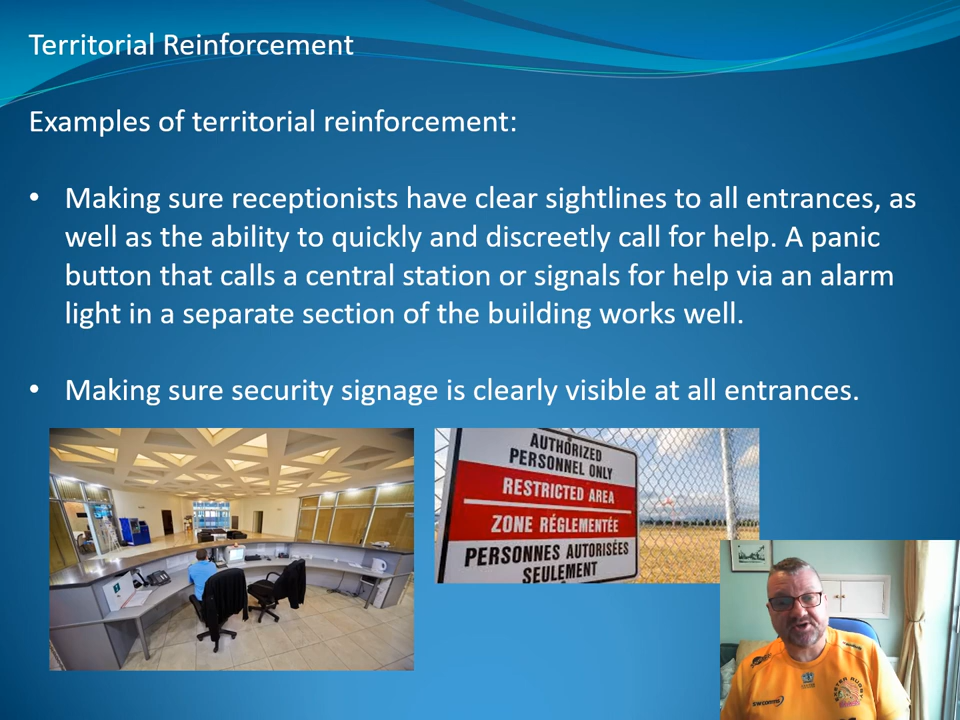 Territorial Reinforcement
Examples of territorial reinforcement:
• Making sure receptionists have clear sightlines to all entrances, as
well as the ability to quickly and discreetly call for help. A panic
button that calls a central station or signals for help via an alarm
light in a separate section of the building works well.
• Making sure security signage is clearly visible at all entrances.
AUTHORIZED
PERSONNEL ONLY
RESTRICTED AREA
ZONE RÉGLEMENTÉE
PERSONNES AUTORISÉES
SEULEMENT
swcomms